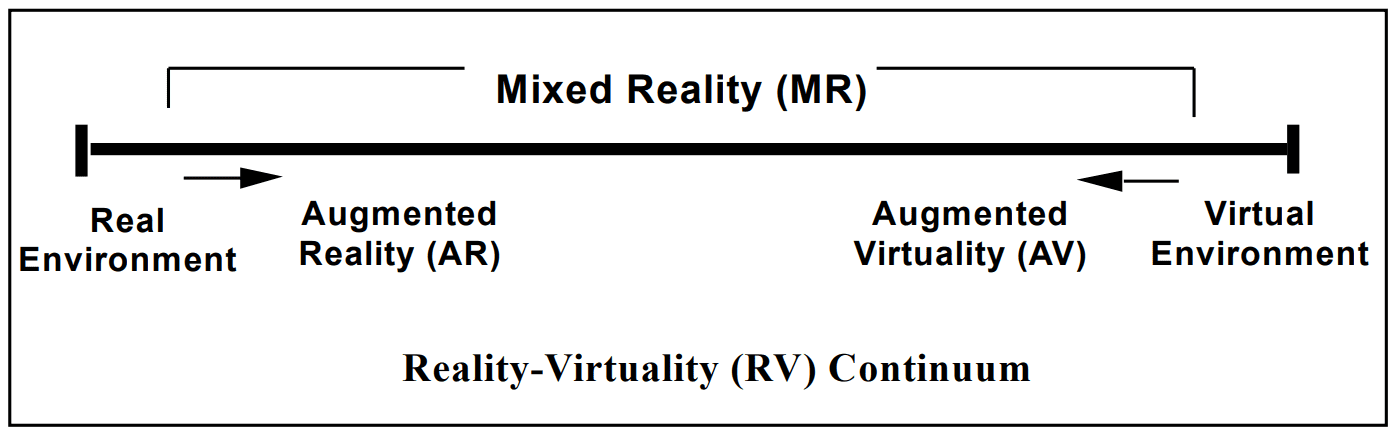 Mixed Reality (MR)
Real
Environment
Augmented
Reality (AR)
Augmented
Virtuality (AV)
Virtual
Environment
Reality-Virtuality (RV) Continuum